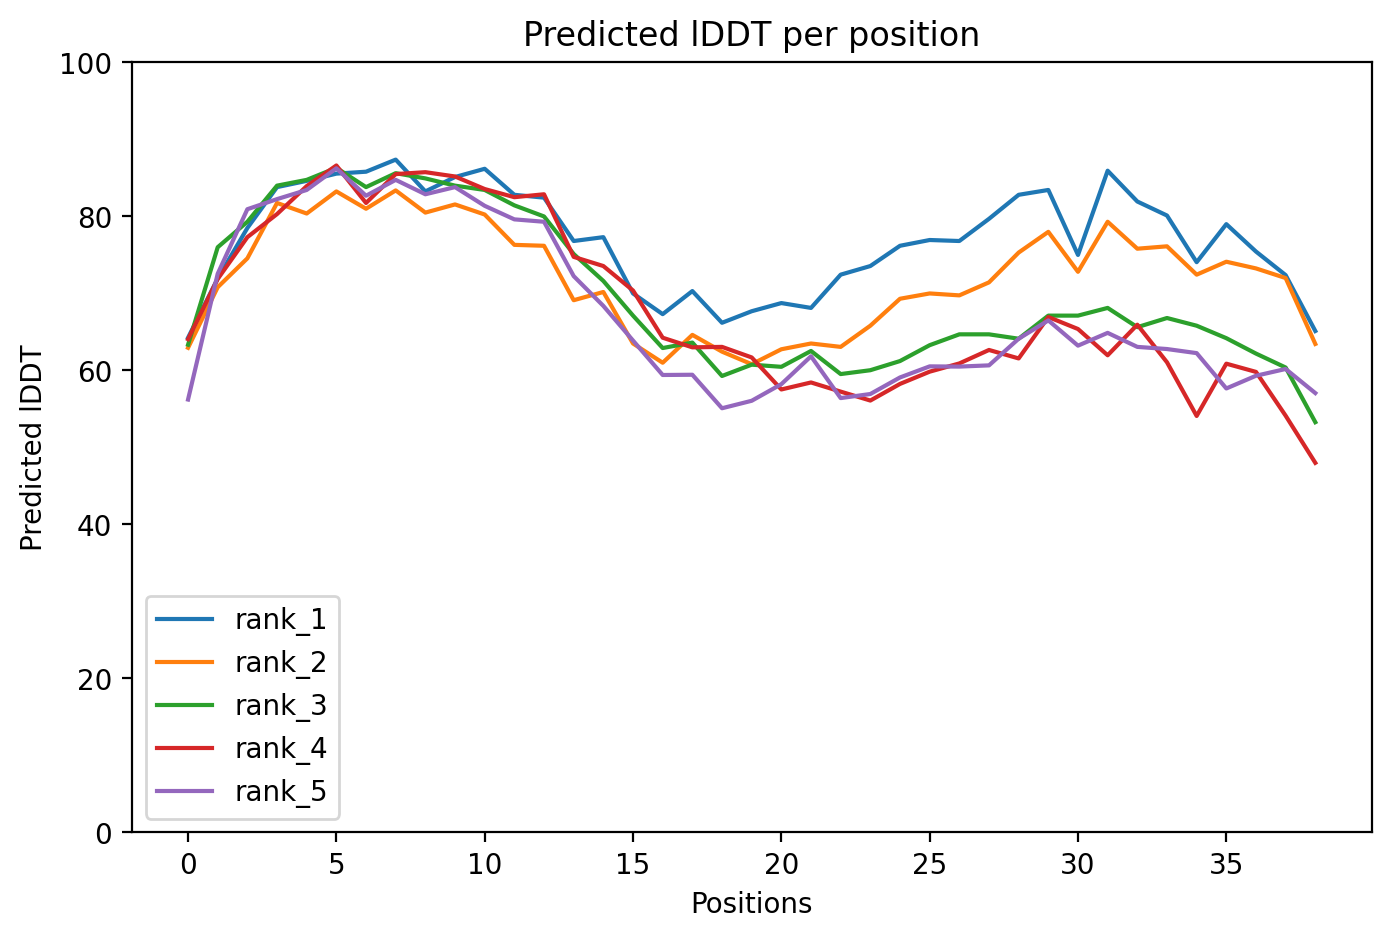 Predicted lDDT per position
100
80
60
40
20
0
Predicted lDDT
rank_1
rank_2
rank_3
rank_4
rank_5
0 5 10 15 20 25 30 35
Positions